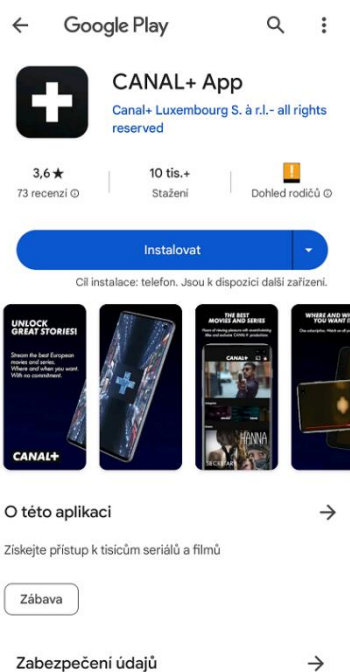 Google Play
CANAL+ App
Canal+ Luxembourg S. à r.l.- all rights
reserved
3,6★
10 tis.+
73 recenzí
Stažení
Dohled rodičů
Instalovat
Cíl instalace: telefon. Jsou k dispozici další zařízení.
UNLOCK
GREAT STORIES!
Stream the best European
movies and series.
Where and when you want.
With no commitment.
CANAL+
THE BEST
MOVIES AND SERIES
CANAL+
HANNA
SECRETARY
WHERE AND W
YOU WANT I
O této aplikaci
Získejte přístup k tisícům seriálů a filmů
Zábava
Zabezpečení údajů